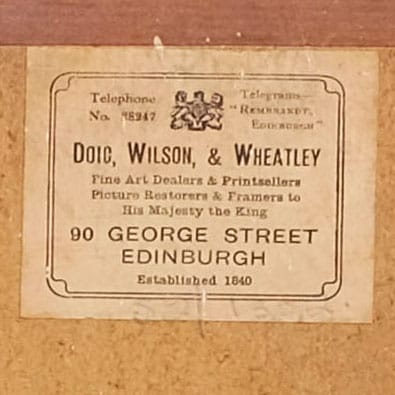 Telephone
No. 38247
Telegrams—
"Rembrandt,
Edinburgh"
Doig, Wilson, & Wheatley
Fine Art Dealers & Printsellers
Picture Restorers & Framers to
His Majesty the King
90 GEORGE STREET
EDINBURGH
Established 1840